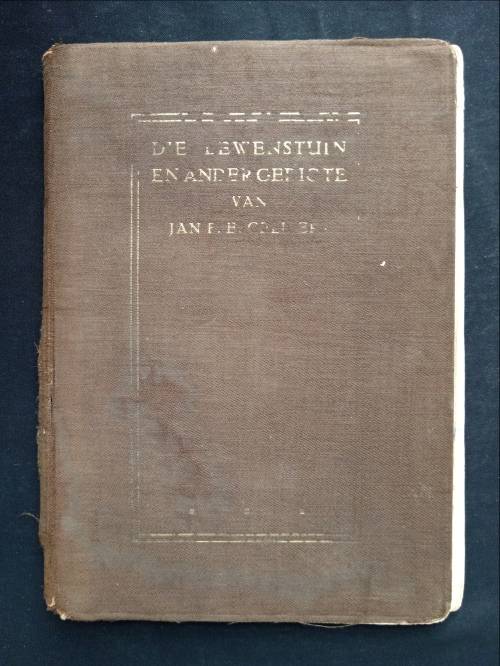 DIE LEWENSTUIN
EN ANDER GEDIGTE
VAN
JAN F. E. CELLIERS